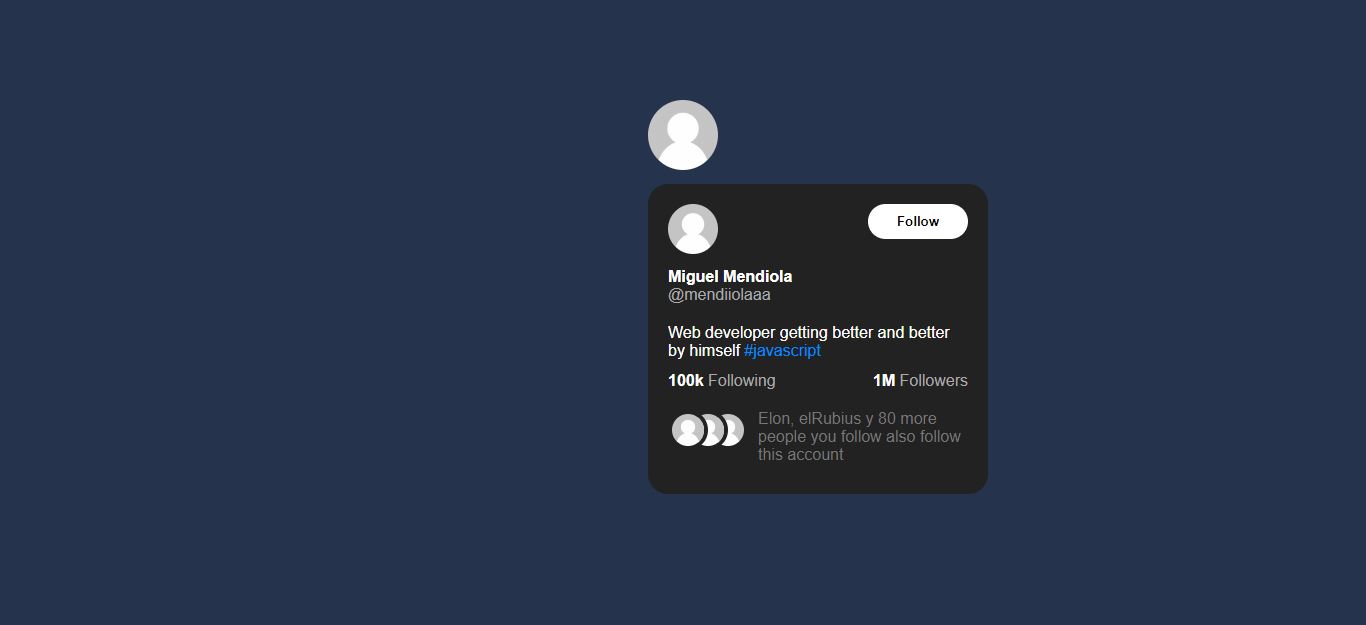 Follow
Miguel Mendiola
@mendiiolaaa
Web developer getting better and better
by himself #javascript
100k Following 1M Followers
Elon, elRubius y 80 more
people you follow also follow
this account